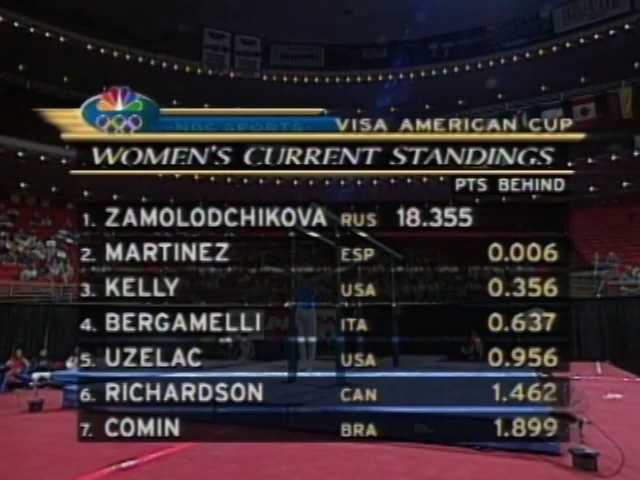 NBC SPORTS VISA AMERICAN CUP
WOMEN'S CURRENT STANDINGS
PTS BEHIND
1. ZAMOLODCHIKOVA RUS 18.355
2. MARTINEZ ESP 0.006
3. KELLY USA 0.356
4. BERGAMELLI ITA 0.637
5. UZELAC USA 0.956
6. RICHARDSON CAN 1.462
7. COMIN BRA 1.899